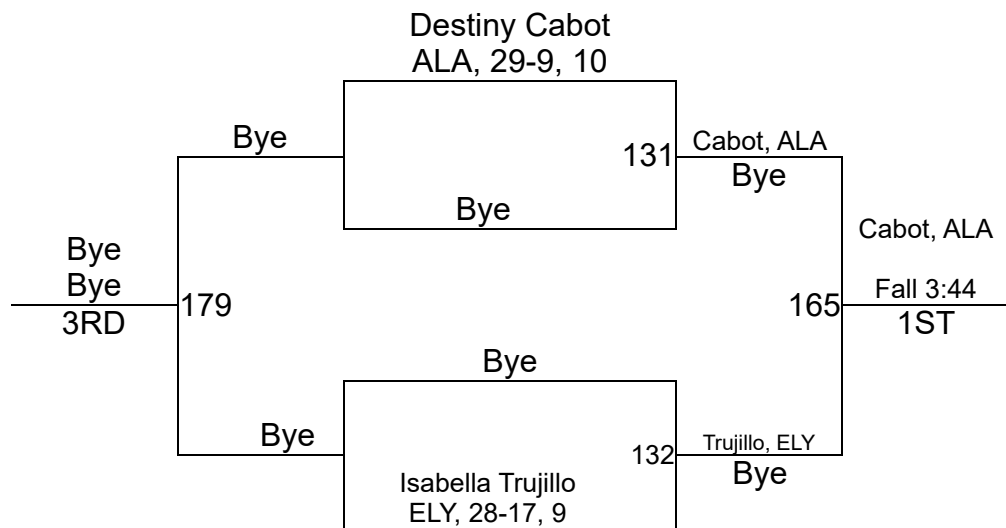 Destiny Cabot
ALA, 29-9, 10
Bye
131
Cabot, ALA
Bye
Bye
Cabot, ALA
Bye
Bye
3RD
179
165
Fall 3:44
1ST
Bye
Bye
132
Trujillo, ELY
Bye
Isabella Trujillo
ELY, 28-17, 9